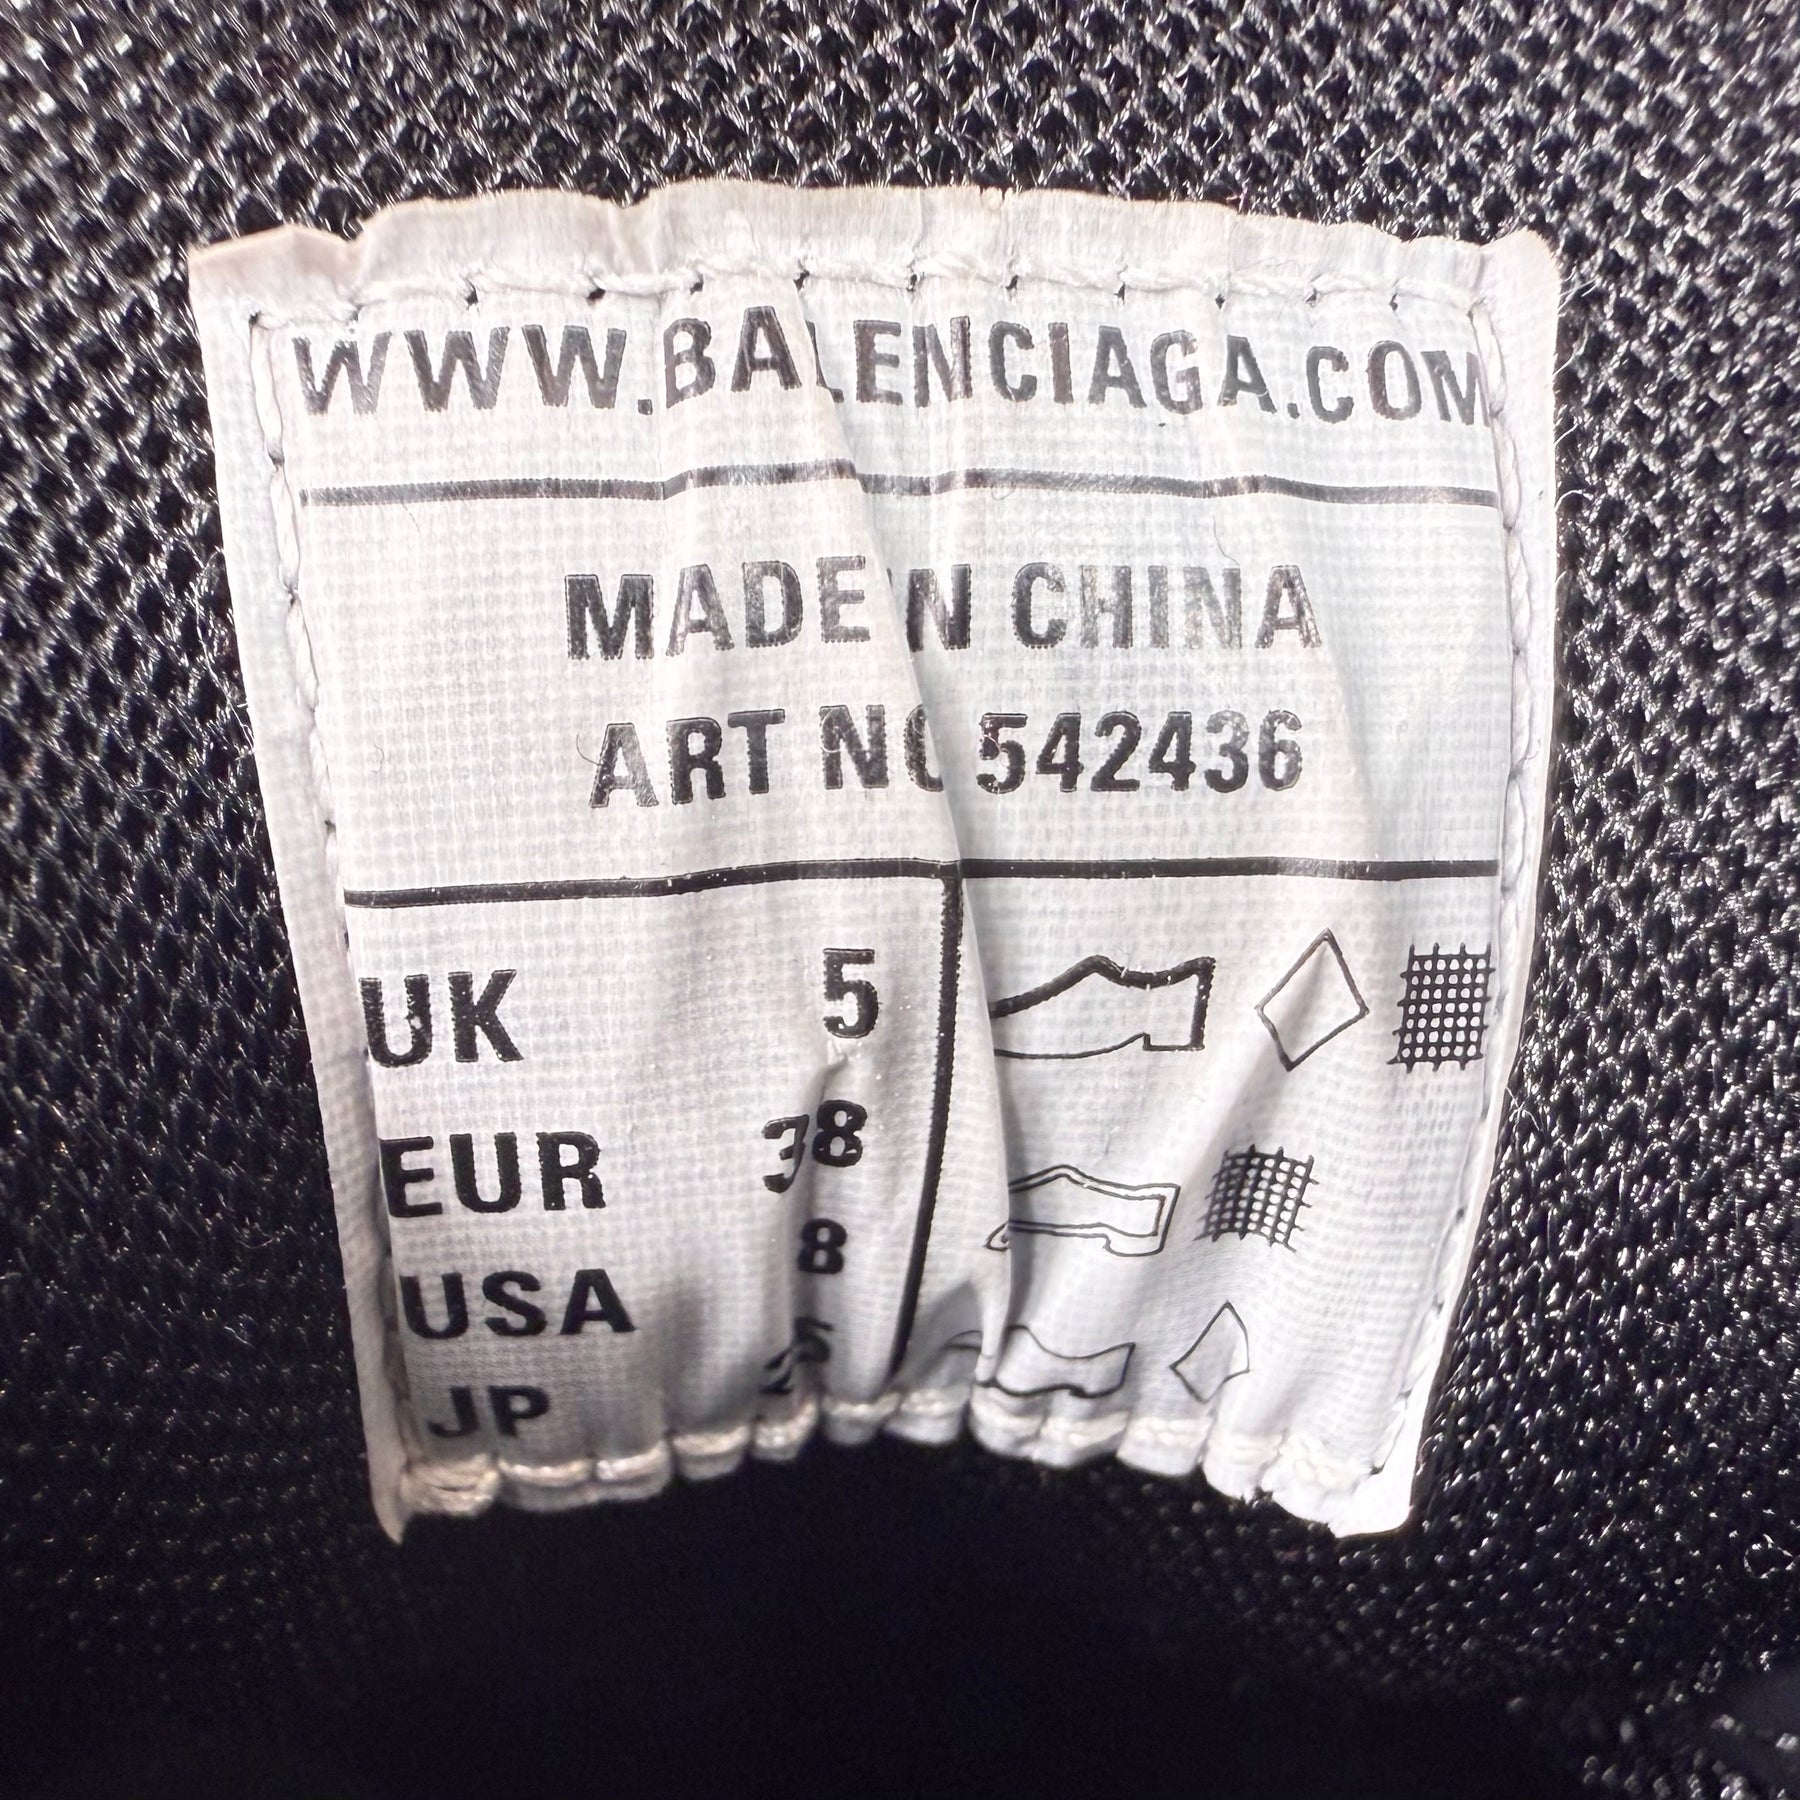 WWW.BALENCIAGA.COM
MADE IN CHINA
ART NO 542436
UK 5
EUR 38
USA 8
JP